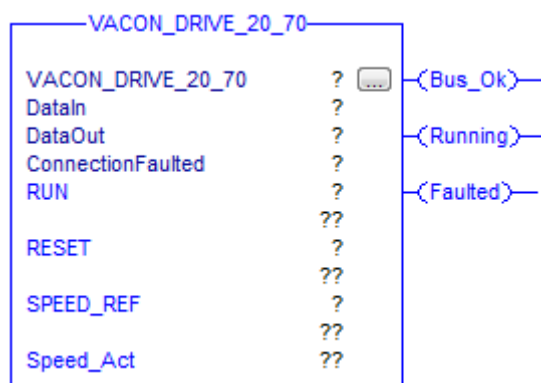 VACON_DRIVE_20_70
VACON_DRIVE_20_70 ? ... Bus_Ok
DataIn ?
DataOut ? Running
ConnectionFaulted ?
RUN ? Faulted
??
RESET ?
??
SPEED_REF ?
??
Speed_Act ??